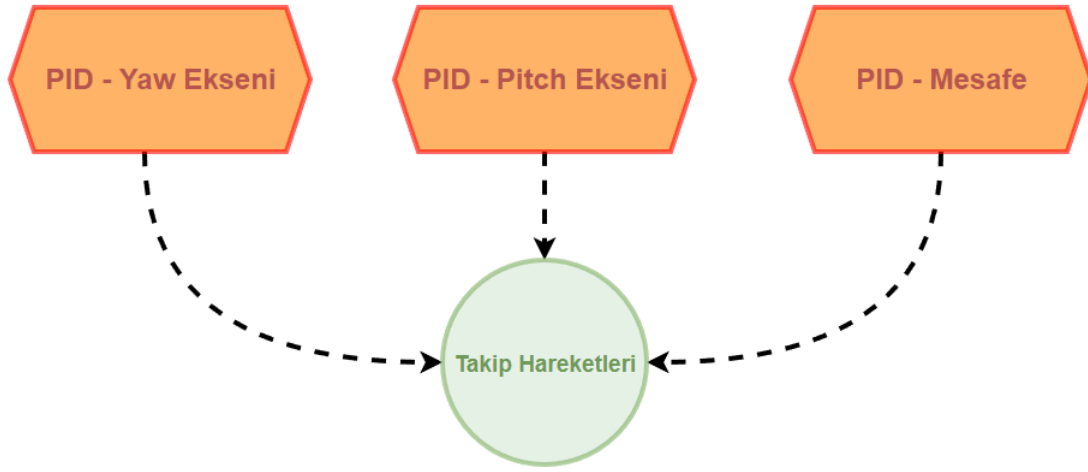 PID - Yaw Ekseni
PID - Pitch Ekseni
PID - Mesafe
Takip Hareketleri